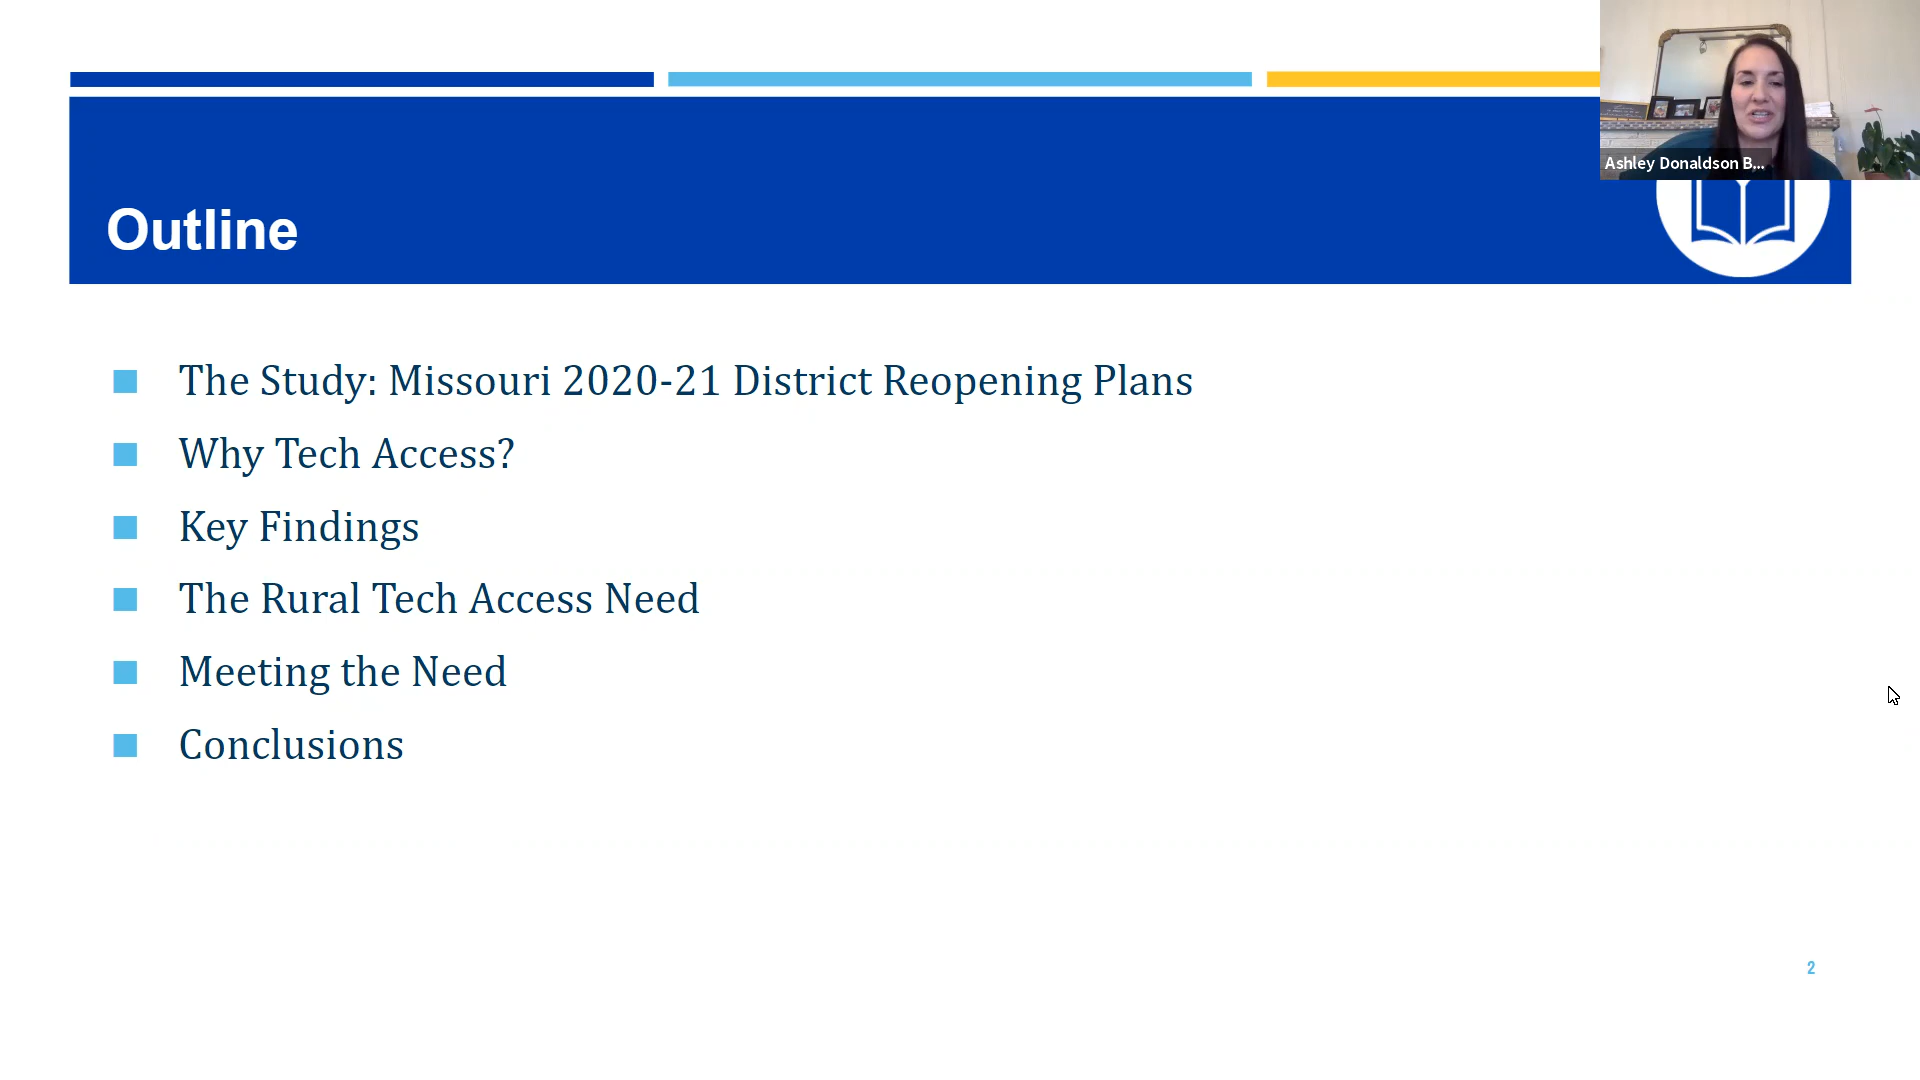 Ashley Donaldson B...
Outline
The Study: Missouri 2020-21 District Reopening Plans
Why Tech Access?
Key Findings
The Rural Tech Access Need
Meeting the Need
Conclusions
2